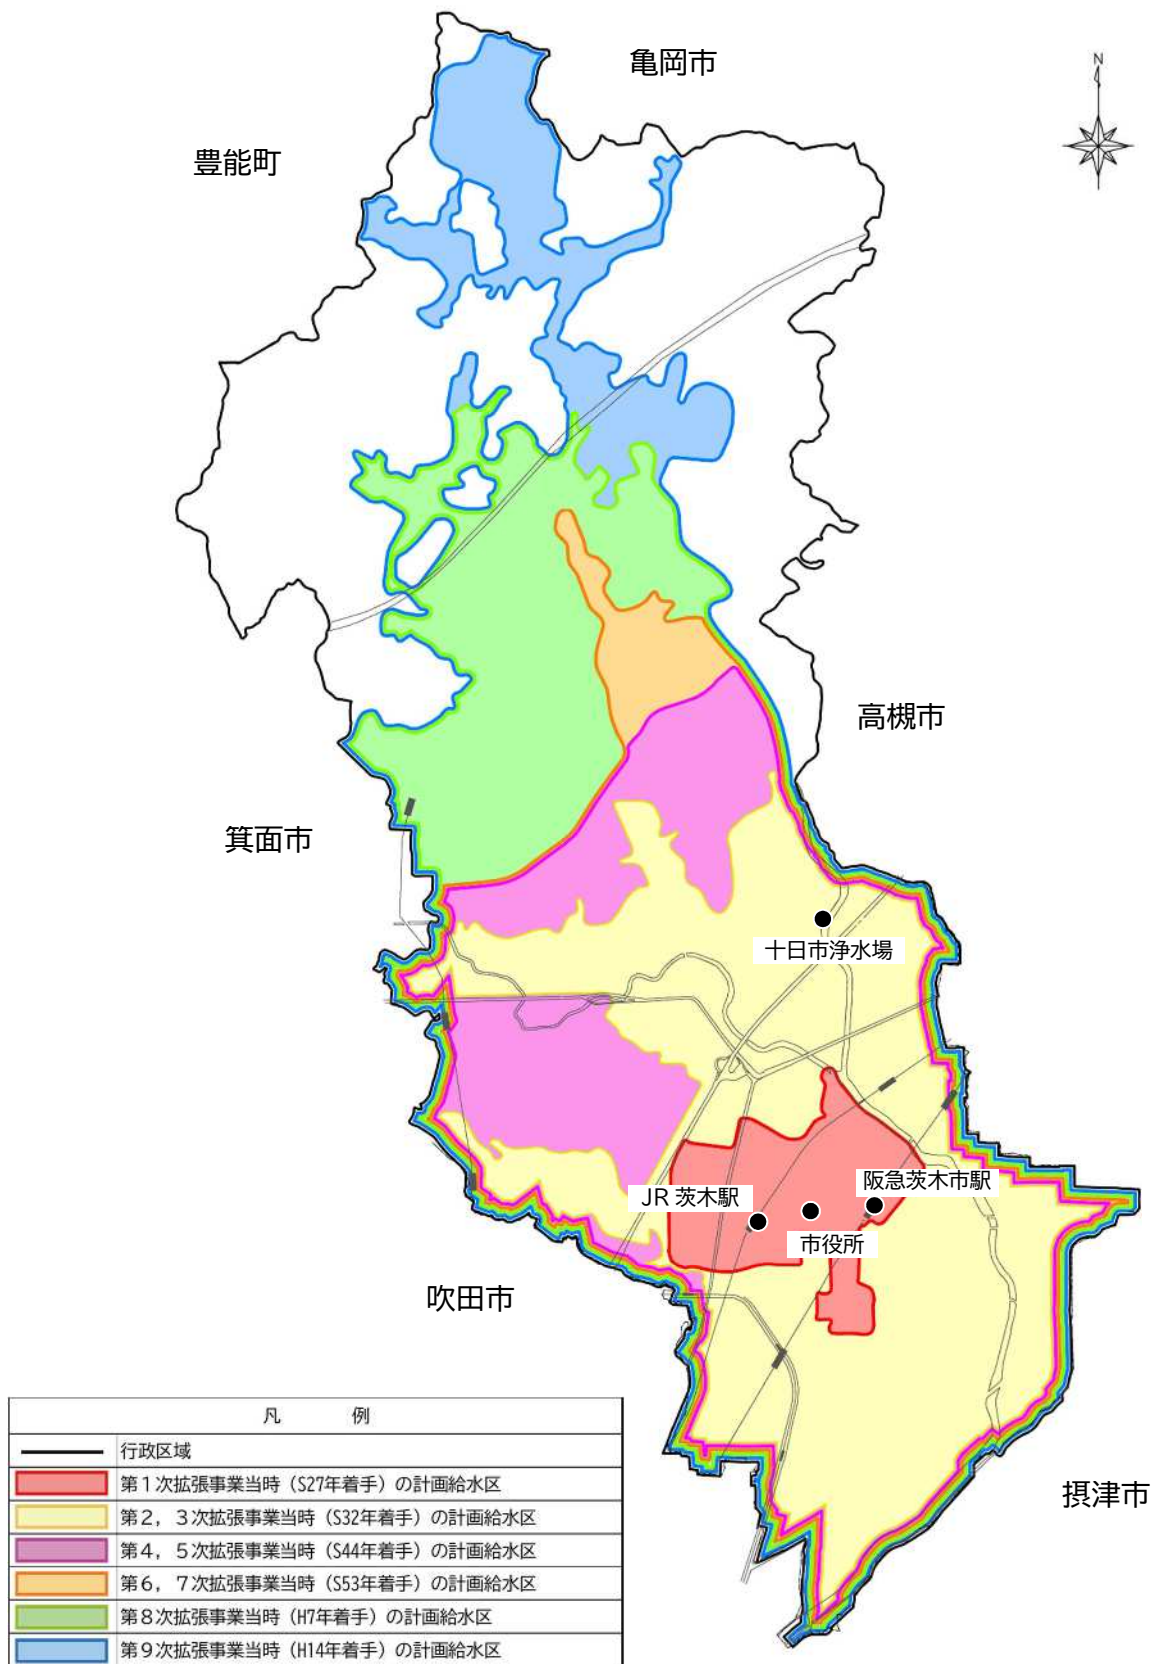 亀岡市
N
豊能町
高槻市
箕面市
十日市浄水場
阪急茨木市駅
JR 茨木駅
市役所
吹田市
摂津市
凡 例
行政区域
第1次拡張事業当時（S27年着手）の計画給水区
第2，3次拡張事業当時（S32年着手）の計画給水区
第4，5次拡張事業当時（S44年着手）の計画給水区
第6，7次拡張事業当時（S53年着手）の計画給水区
第8次拡張事業当時（H7年着手）の計画給水区
第9次拡張事業当時（H14年着手）の計画給水区